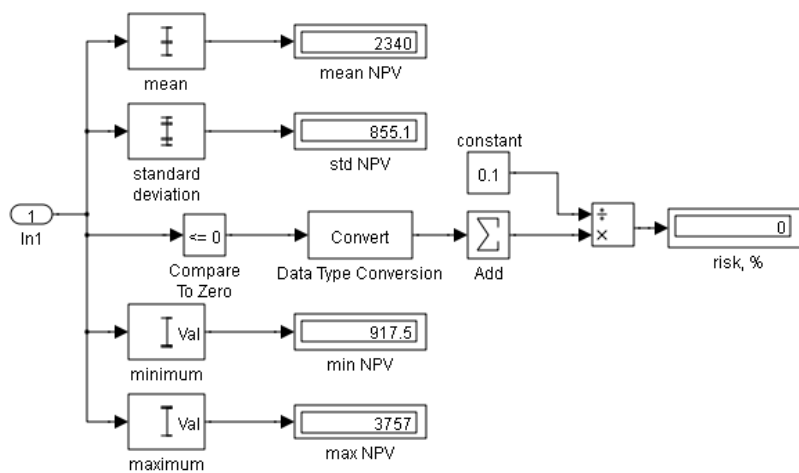 2340
mean
mean NPV
855.1
standard
deviation
std NPV
constant
0.1
1
In1
<= 0
Compare
To Zero
Convert
Data Type Conversion
Σ
Add
÷
×
0
risk, %
Val
minimum
917.5
min NPV
Val
maximum
3757
max NPV